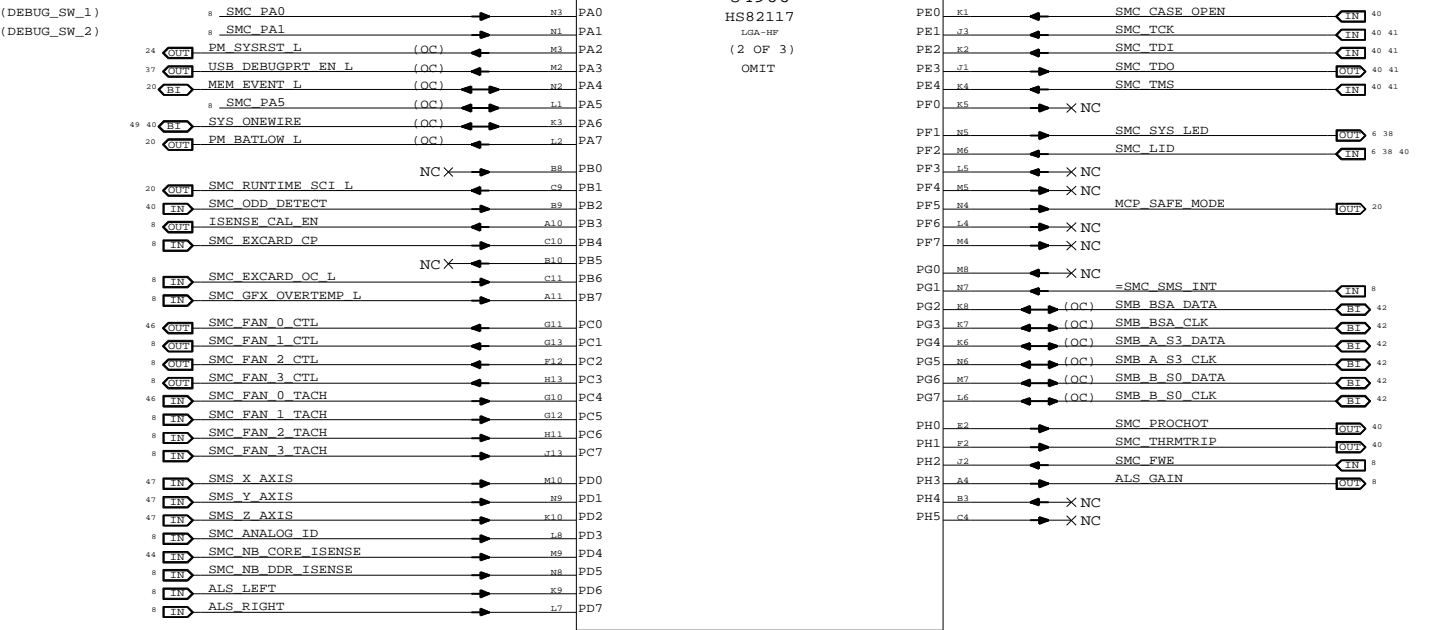 (DEBUG_SW_1) 8 SMC_PA0 N3 PA0
(DEBUG_SW_2) 8 SMC_PA1 N1 PA1
24 OUT PM_SYSRST_L (OC) M3 PA2
37 OUT USB_DEBUGPRT_EN_L (OC) M2 PA3
20 BI MEM_EVENT_L (OC) N2 PA4
8 SMC_PA5 (OC) L1 PA5
49 40 BI SYS_ONEWIRE (OC) K3 PA6
20 OUT PM_BATLOW_L (OC) L2 PA7
NC B8 PB0
20 OUT SMC_RUNTIME_SCI_L C9 PB1
40 IN SMC_ODD_DETECT B9 PB2
8 OUT ISENSE_CAL_EN A10 PB3
8 IN SMC_EXCARD_CP C10 PB4
NC B10 PB5
8 IN SMC_EXCARD_OC_L C11 PB6
8 IN SMC_GFX_OVERTEMP_L A11 PB7
46 OUT SMC_FAN_0_CTL G11 PC0
8 OUT SMC_FAN_1_CTL G13 PC1
8 OUT SMC_FAN_2_CTL F12 PC2
8 OUT SMC_FAN_3_CTL H13 PC3
46 IN SMC_FAN_0_TACH G10 PC4
8 IN SMC_FAN_1_TACH G12 PC5
8 IN SMC_FAN_2_TACH H11 PC6
8 IN SMC_FAN_3_TACH J13 PC7
47 IN SMS_X_AXIS M10 PD0
47 IN SMS_Y_AXIS N9 PD1
47 IN SMS_Z_AXIS K10 PD2
8 IN SMC_ANALOG_ID L8 PD3
44 IN SMC_NB_CORE_ISENSE M9 PD4
8 IN SMC_NB_DDR_ISENSE N8 PD5
8 IN ALS_LEFT K9 PD6
8 IN ALS_RIGHT L7 PD7
HS82117
LGA-HF
(2 OF 3)
OMIT
PE0 K1 SMC_CASE_OPEN IN 40
PE1 J3 SMC_TCK IN 40 41
PE2 K2 SMC_TDI IN 40 41
PE3 J1 SMC_TDO OUT 40 41
PE4 K4 SMC_TMS IN 40 41
PF0 K5 NC
PF1 N5 SMC_SYS_LED OUT 6 38
PF2 M6 SMC_LID IN 6 38 40
PF3 L5 NC
PF4 M5 NC
PF5 N4 MCP_SAFE_MODE OUT 20
PF6 L4 NC
PF7 M4 NC
PG0 M8 NC
PG1 N7 =SMC_SMS_INT IN 8
PG2 K8 (OC) SMB_BSA_DATA BI 42
PG3 K7 (OC) SMB_BSA_CLK BI 42
PG4 K6 (OC) SMB_A_S3_DATA BI 42
PG5 N6 (OC) SMB_A_S3_CLK BI 42
PG6 M7 (OC) SMB_B_S0_DATA BI 42
PG7 L6 (OC) SMB_B_S0_CLK BI 42
PH0 E2 SMC_PROCHOT OUT 40
PH1 F2 SMC_THRMTRIP OUT 40
PH2 J2 SMC_FWE IN 8
PH3 A4 ALS_GAIN OUT 8
PH4 B3 NC
PH5 C4 NC